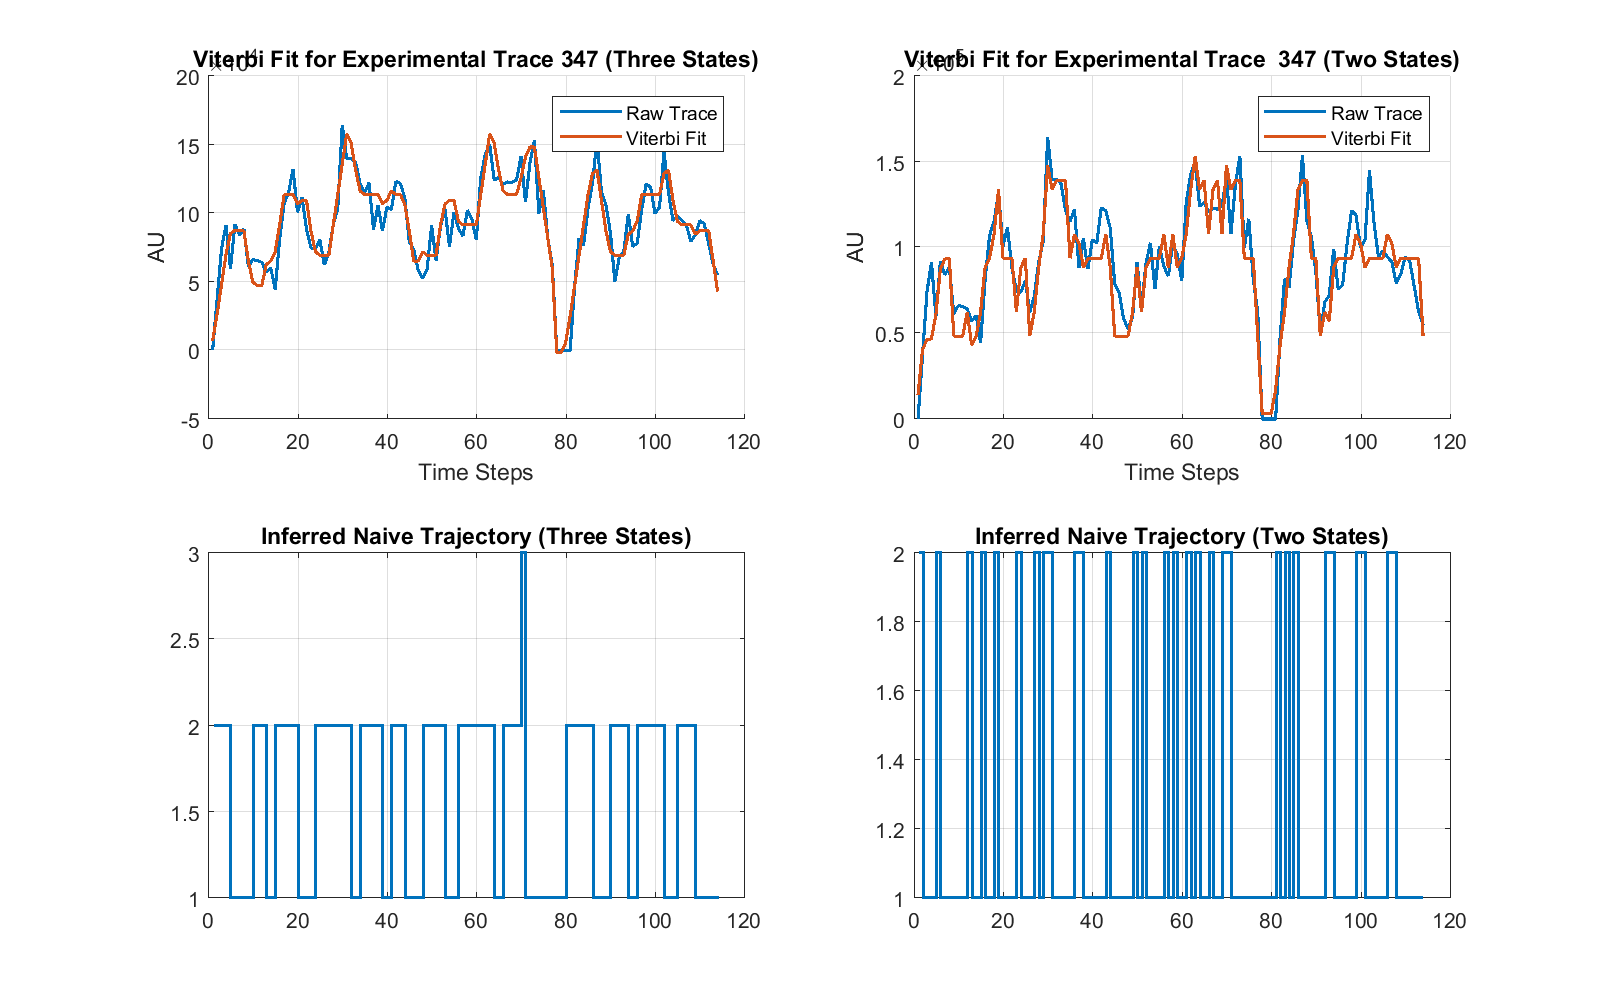 Viterbi Fit for Experimental Trace 347 (Three States)
×10⁴
20
15
10
5
0
-5
AU
Raw Trace
Viterbi Fit
0 20 40 60 80 100 120
Time Steps
Viterbi Fit for Experimental Trace  347 (Two States)
×10⁵
2
1.5
1
0.5
0
AU
Raw Trace
Viterbi Fit
0 20 40 60 80 100 120
Time Steps
Inferred Naive Trajectory (Three States)
3
2.5
2
1.5
1
0 20 40 60 80 100 120
Inferred Naive Trajectory (Two States)
2
1.8
1.6
1.4
1.2
1
0 20 40 60 80 100 120